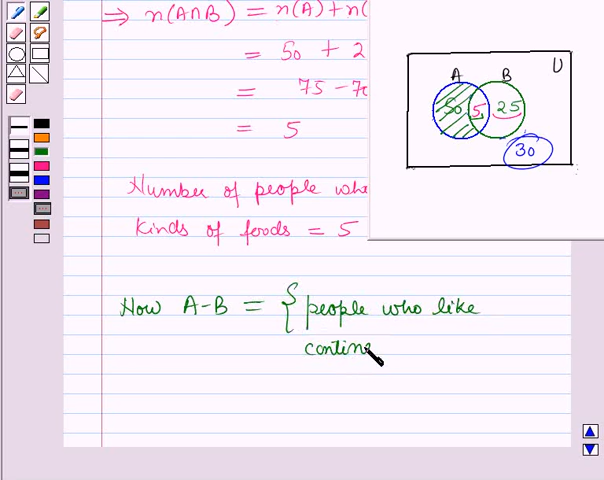 ⇒ n(A∩B) = n(A)+n(
= 50 + 2
= 75 - 70
= 5
Number of people who
kinds of foods = 5
A B U
50 5 25
30
Now A-B = { people who like
contine